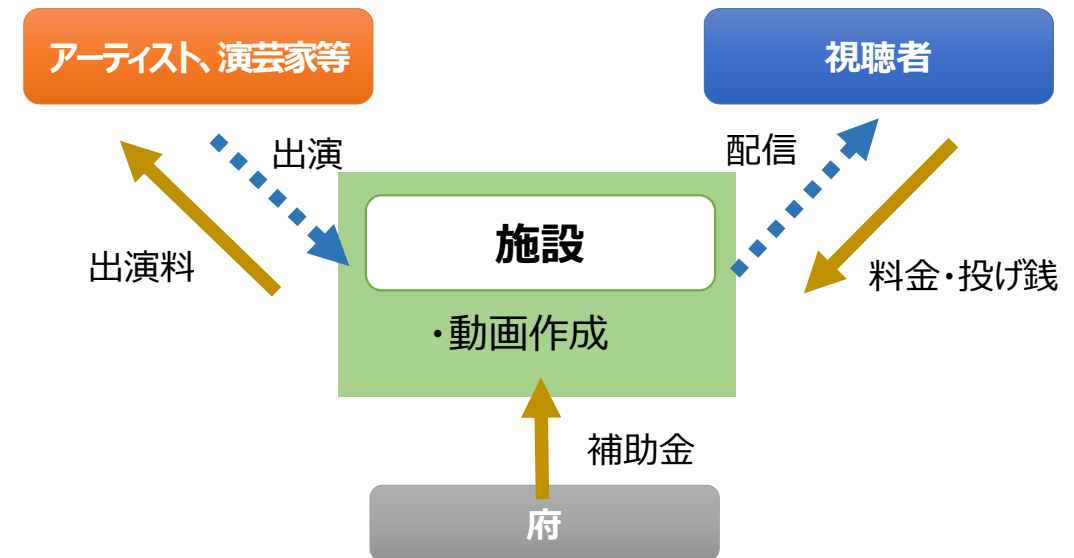 アーティスト、演芸家等
視聴者
出演
配信
施設
出演料
料金・投げ銭
・動画作成
補助金
府